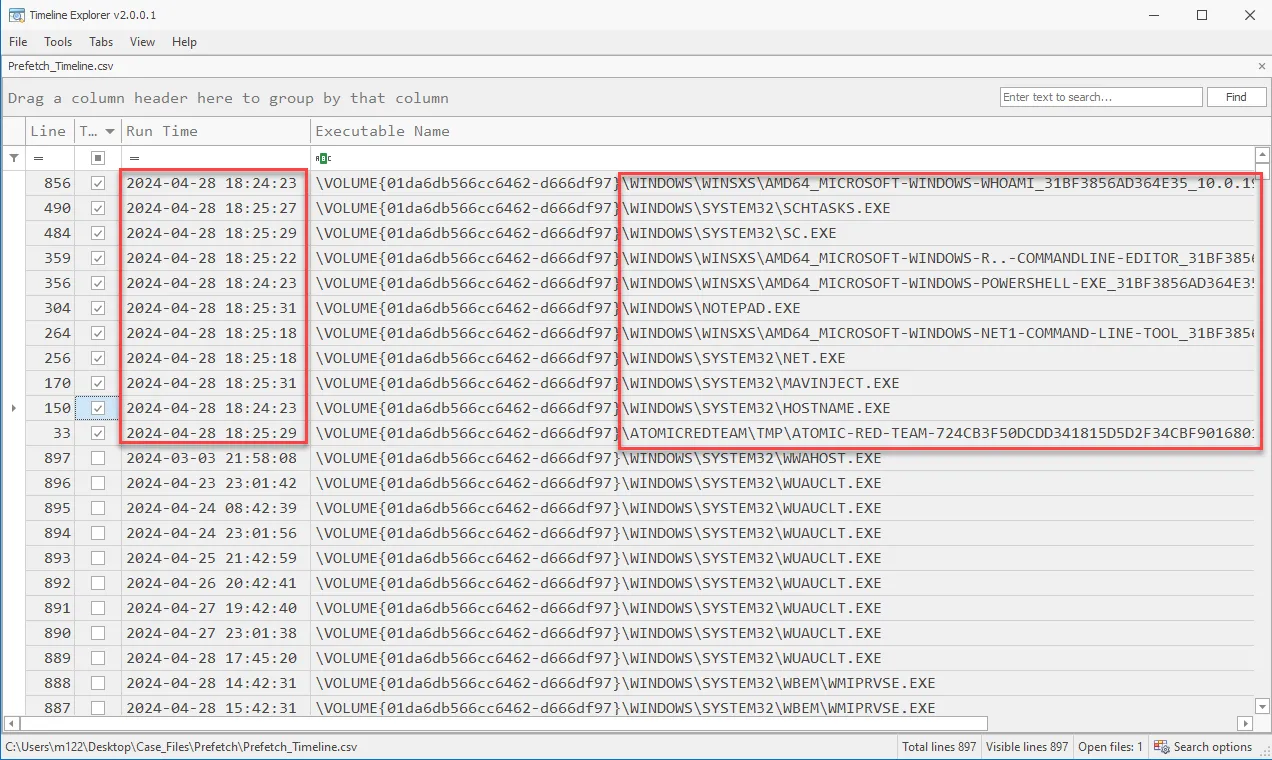 Timeline Explorer v2.0.0.1
File Tools Tabs View Help
Prefetch_Timeline.csv
Drag a column header here to group by that column
Enter text to search...
Find
Line T... Run Time Executable Name
= = ABC
856 2024-04-28 18:24:23 \VOLUME{01da6db566cc6462-d666df97}\WINDOWS\WINSXS\AMD64_MICROSOFT-WINDOWS-WHOAMI_31BF3856AD364E35_10.0.19
490 2024-04-28 18:25:27 \VOLUME{01da6db566cc6462-d666df97}\WINDOWS\SYSTEM32\SCHTASKS.EXE
484 2024-04-28 18:25:29 \VOLUME{01da6db566cc6462-d666df97}\WINDOWS\SYSTEM32\SC.EXE
359 2024-04-28 18:25:22 \VOLUME{01da6db566cc6462-d666df97}\WINDOWS\WINSXS\AMD64_MICROSOFT-WINDOWS-R..-COMMANDLINE-EDITOR_31BF3856
356 2024-04-28 18:24:23 \VOLUME{01da6db566cc6462-d666df97}\WINDOWS\WINSXS\AMD64_MICROSOFT-WINDOWS-POWERSHELL-EXE_31BF3856AD364E35
304 2024-04-28 18:25:31 \VOLUME{01da6db566cc6462-d666df97}\WINDOWS\NOTEPAD.EXE
264 2024-04-28 18:25:18 \VOLUME{01da6db566cc6462-d666df97}\WINDOWS\WINSXS\AMD64_MICROSOFT-WINDOWS-NET1-COMMAND-LINE-TOOL_31BF3856
256 2024-04-28 18:25:18 \VOLUME{01da6db566cc6462-d666df97}\WINDOWS\SYSTEM32\NET.EXE
170 2024-04-28 18:25:31 \VOLUME{01da6db566cc6462-d666df97}\WINDOWS\SYSTEM32\MAVINJECT.EXE
150 2024-04-28 18:24:23 \VOLUME{01da6db566cc6462-d666df97}\WINDOWS\SYSTEM32\HOSTNAME.EXE
33 2024-04-28 18:25:29 \VOLUME{01da6db566cc6462-d666df97}\ATOMICREDTEAM\TMP\ATOMIC-RED-TEAM-724CB3F50DCDD341815D5D2F34CBF9016801
897 2024-03-03 21:58:08 \VOLUME{01da6db566cc6462-d666df97}\WINDOWS\SYSTEM32\WWAHOST.EXE
896 2024-04-23 23:01:42 \VOLUME{01da6db566cc6462-d666df97}\WINDOWS\SYSTEM32\WUAUCLT.EXE
895 2024-04-24 08:42:39 \VOLUME{01da6db566cc6462-d666df97}\WINDOWS\SYSTEM32\WUAUCLT.EXE
894 2024-04-24 23:01:56 \VOLUME{01da6db566cc6462-d666df97}\WINDOWS\SYSTEM32\WUAUCLT.EXE
893 2024-04-25 21:42:59 \VOLUME{01da6db566cc6462-d666df97}\WINDOWS\SYSTEM32\WUAUCLT.EXE
892 2024-04-26 20:42:41 \VOLUME{01da6db566cc6462-d666df97}\WINDOWS\SYSTEM32\WUAUCLT.EXE
891 2024-04-27 19:42:40 \VOLUME{01da6db566cc6462-d666df97}\WINDOWS\SYSTEM32\WUAUCLT.EXE
890 2024-04-27 23:01:38 \VOLUME{01da6db566cc6462-d666df97}\WINDOWS\SYSTEM32\WUAUCLT.EXE
889 2024-04-28 17:45:20 \VOLUME{01da6db566cc6462-d666df97}\WINDOWS\SYSTEM32\WUAUCLT.EXE
888 2024-04-28 14:42:31 \VOLUME{01da6db566cc6462-d666df97}\WINDOWS\SYSTEM32\WBEM\WMIPRVSE.EXE
887 2024-04-28 15:42:31 \VOLUME{01da6db566cc6462-d666df97}\WINDOWS\SYSTEM32\WBEM\WMIPRVSE.EXE
C:\Users\m122\Desktop\Case_Files\Prefetch\Prefetch_Timeline.csv Total lines 897 Visible lines 897 Open files: 1 Search options